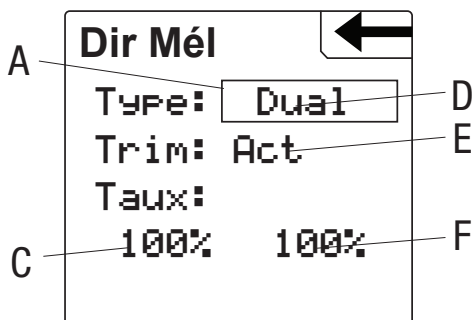 Dir Mél
A
Type: Dual D
Trim: Act E
Taux:
C 100% 100% F